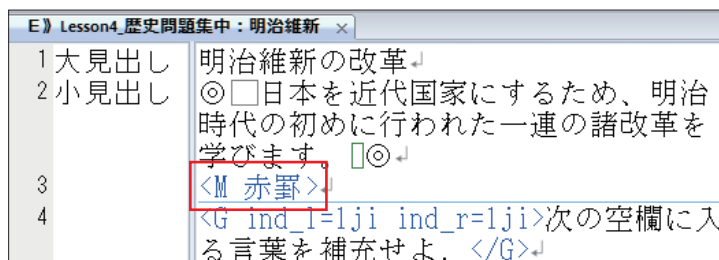 E》 Lesson4_歴史問題集中：明治維新 ×
1 大見出し 明治維新の改革↲
2 小見出し ◎□日本を近代国家にするため、明治
時代の初めに行われた一連の諸改革を
学びます。▯◎↲
3 <M 赤罫>↲
4 <G ind_l=1ji ind_r=1ji>次の空欄に入
る言葉を補充せよ．</G>↲